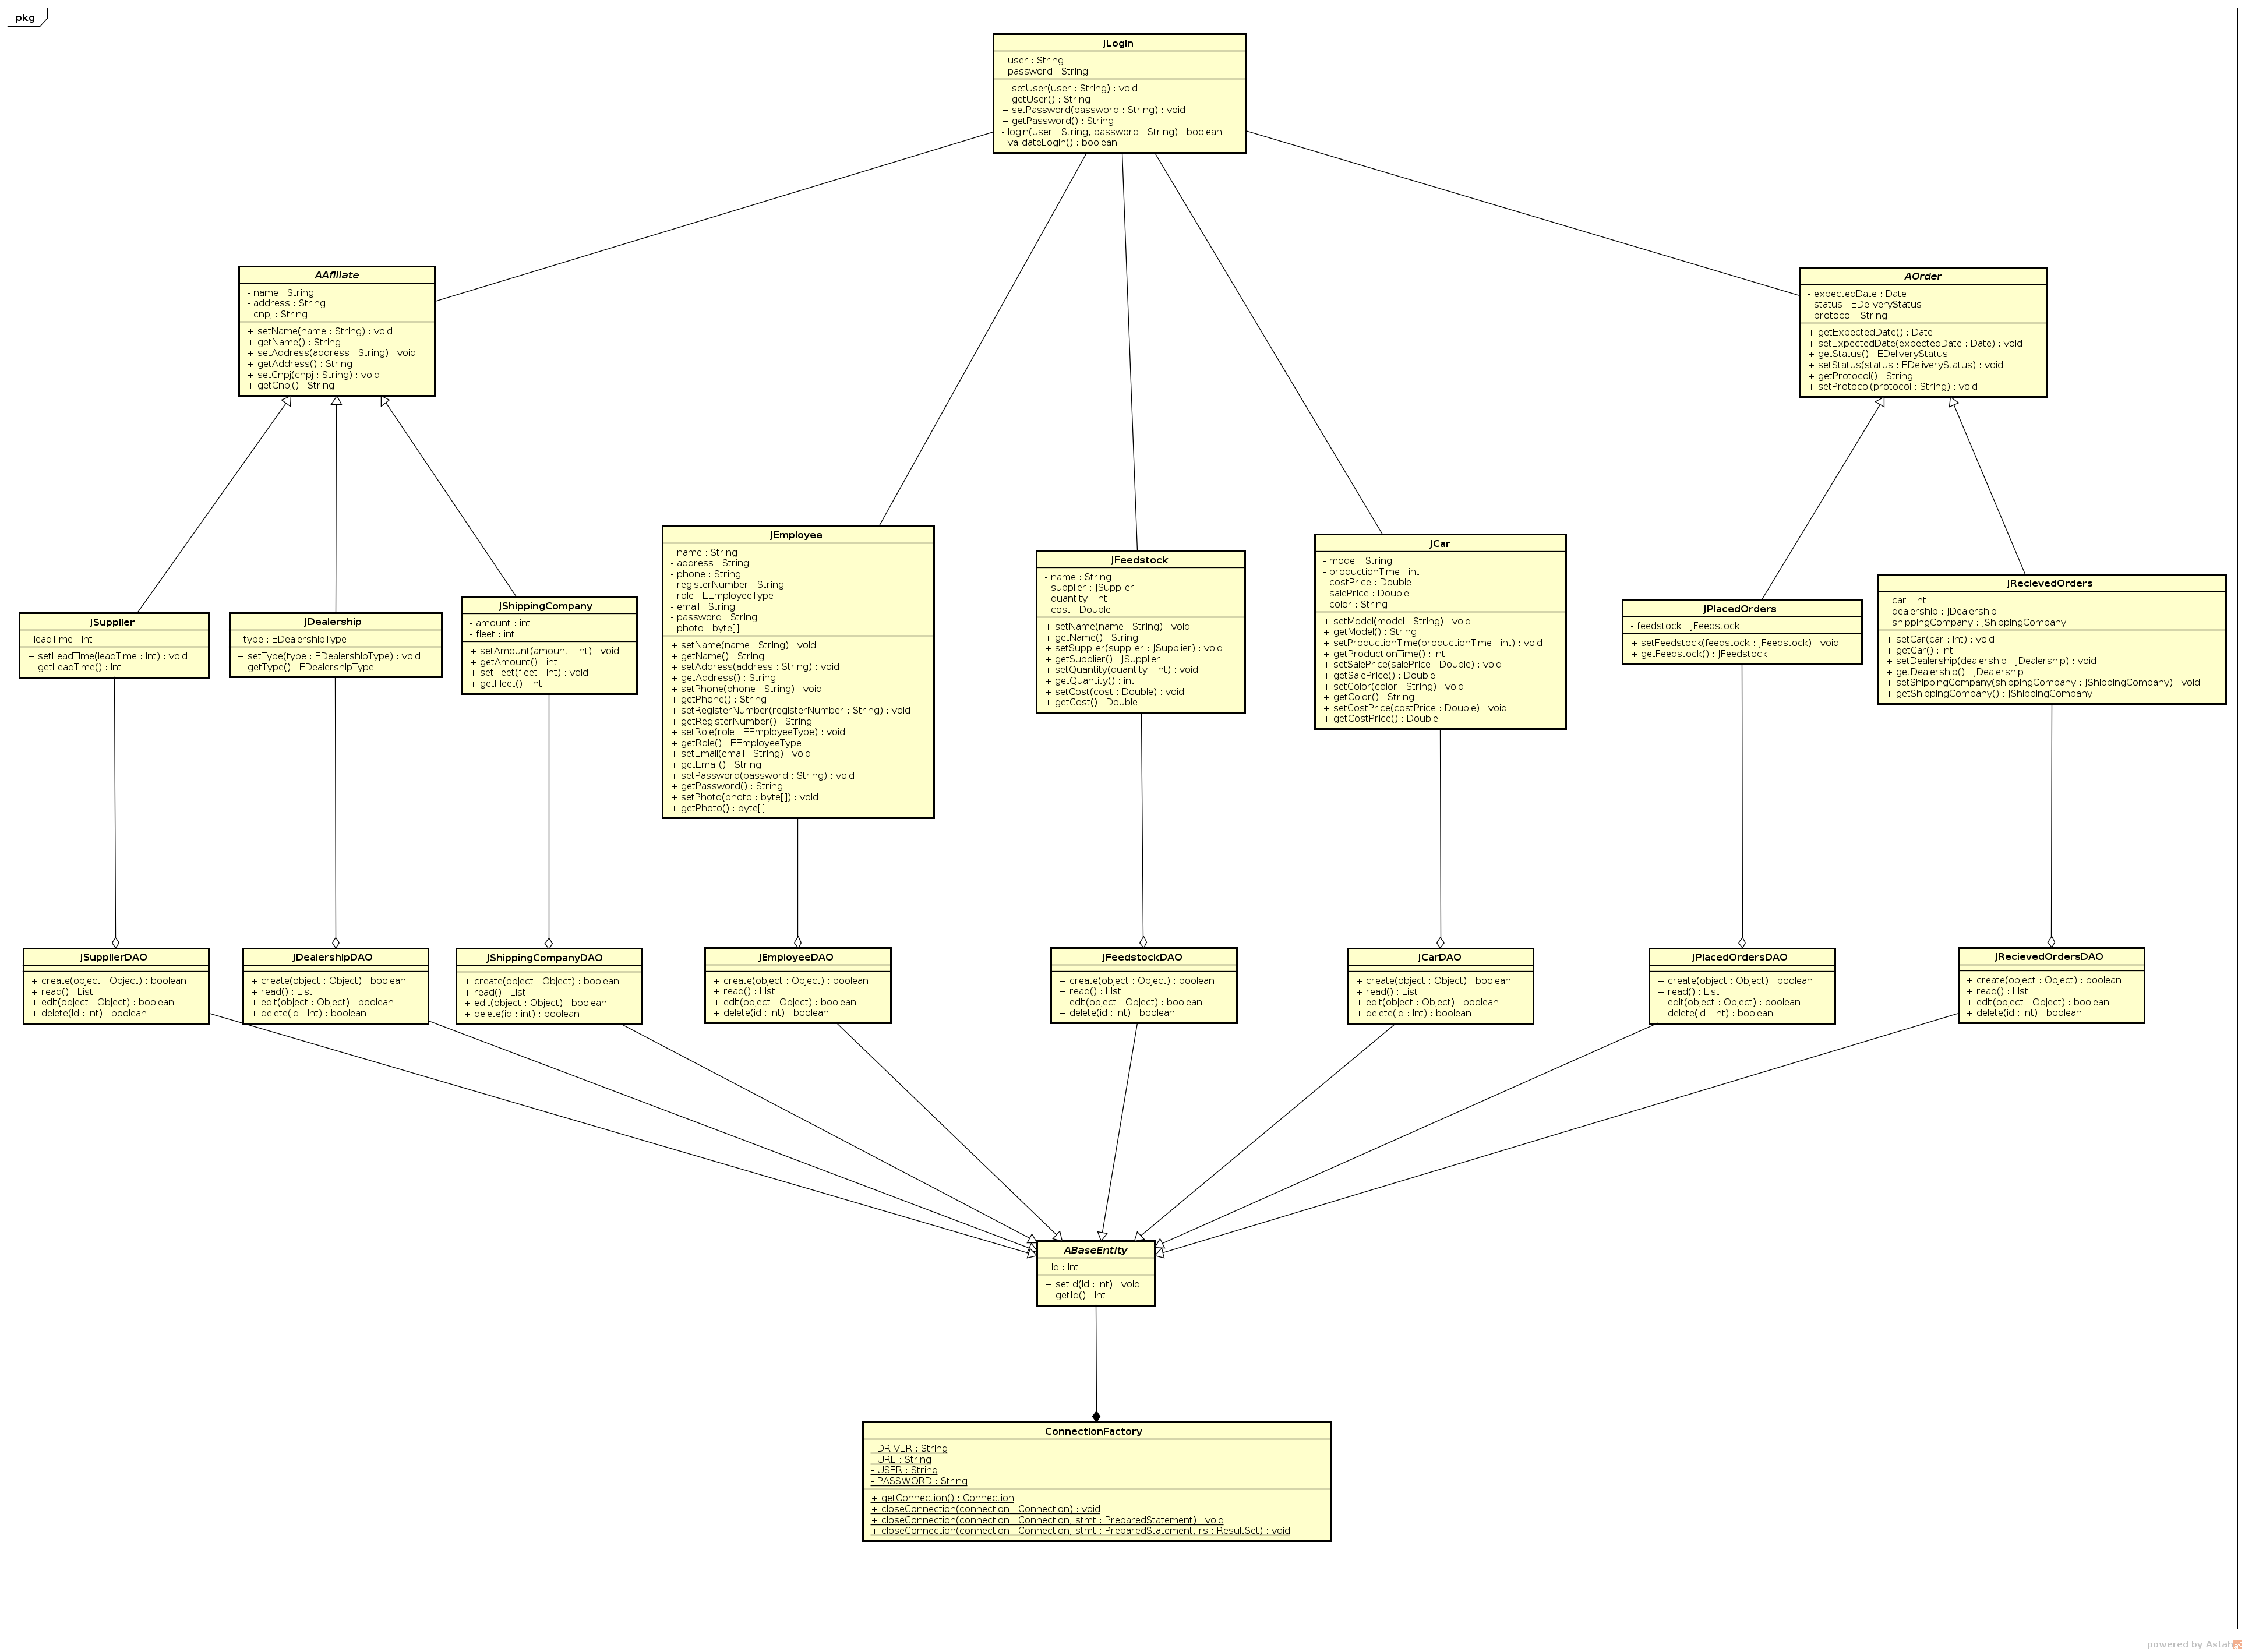 pkg
JLogin
- user : String
- password : String
+ setUser(user : String) : void
+ getUser() : String
+ setPassword(password : String) : void
+ getPassword() : String
- login(user : String, password : String) : boolean
- validateLogin() : boolean
AAfiliate
- name : String
- address : String
- cnpj : String
+ setName(name : String) : void
+ getName() : String
+ setAddress(address : String) : void
+ getAddress() : String
+ setCnpj(cnpj : String) : void
+ getCnpj() : String
AOrder
- expectedDate : Date
- status : EDeliveryStatus
- protocol : String
+ getExpectedDate() : Date
+ setExpectedDate(expectedDate : Date) : void
+ getStatus() : EDeliveryStatus
+ setStatus(status : EDeliveryStatus) : void
+ getProtocol() : String
+ setProtocol(protocol : String) : void
JSupplier
- leadTime : int
+ setLeadTime(leadTime : int) : void
+ getLeadTime() : int
JDealership
- type : EDealershipType
+ setType(type : EDealershipType) : void
+ getType() : EDealershipType
JShippingCompany
- amount : int
- fleet : int
+ setAmount(amount : int) : void
+ getAmount() : int
+ setFleet(fleet : int) : void
+ getFleet() : int
JEmployee
- name : String
- address : String
- phone : String
- registerNumber : String
- role : EEmployeeType
- email : String
- password : String
- photo : byte[]
+ setName(name : String) : void
+ getName() : String
+ setAddress(address : String) : void
+ getAddress() : String
+ setPhone(phone : String) : void
+ getPhone() : String
+ setRegisterNumber(registerNumber : String) : void
+ getRegisterNumber() : String
+ setRole(role : EEmployeeType) : void
+ getRole() : EEmployeeType
+ setEmail(email : String) : void
+ getEmail() : String
+ setPassword(password : String) : void
+ getPassword() : String
+ setPhoto(photo : byte[]) : void
+ getPhoto() : byte[]
JFeedstock
- name : String
- supplier : JSupplier
- quantity : int
- cost : Double
+ setName(name : String) : void
+ getName() : String
+ setSupplier(supplier : JSupplier) : void
+ getSupplier() : JSupplier
+ setQuantity(quantity : int) : void
+ getQuantity() : int
+ setCost(cost : Double) : void
+ getCost() : Double
JCar
- model : String
- productionTime : int
- costPrice : Double
- salePrice : Double
- color : String
+ setModel(model : String) : void
+ getModel() : String
+ setProductionTime(productionTime : int) : void
+ getProductionTime() : int
+ setSalePrice(salePrice : Double) : void
+ getSalePrice() : Double
+ setColor(color : String) : void
+ getColor() : String
+ setCostPrice(costPrice : Double) : void
+ getCostPrice() : Double
JPlacedOrders
- feedstock : JFeedstock
+ setFeedstock(feedstock : JFeedstock) : void
+ getFeedstock() : JFeedstock
JRecievedOrders
- car : int
- dealership : JDealership
- shippingCompany : JShippingCompany
+ setCar(car : int) : void
+ getCar() : int
+ setDealership(dealership : JDealership) : void
+ getDealership() : JDealership
+ setShippingCompany(shippingCompany : JShippingCompany) : void
+ getShippingCompany() : JShippingCompany
JSupplierDAO
+ create(object : Object) : boolean
+ read() : List
+ edit(object : Object) : boolean
+ delete(id : int) : boolean
JDealershipDAO
+ create(object : Object) : boolean
+ read() : List
+ edit(object : Object) : boolean
+ delete(id : int) : boolean
JShippingCompanyDAO
+ create(object : Object) : boolean
+ read() : List
+ edit(object : Object) : boolean
+ delete(id : int) : boolean
JEmployeeDAO
+ create(object : Object) : boolean
+ read() : List
+ edit(object : Object) : boolean
+ delete(id : int) : boolean
JFeedstockDAO
+ create(object : Object) : boolean
+ read() : List
+ edit(object : Object) : boolean
+ delete(id : int) : boolean
JCarDAO
+ create(object : Object) : boolean
+ read() : List
+ edit(object : Object) : boolean
+ delete(id : int) : boolean
JPlacedOrdersDAO
+ create(object : Object) : boolean
+ read() : List
+ edit(object : Object) : boolean
+ delete(id : int) : boolean
JRecievedOrdersDAO
+ create(object : Object) : boolean
+ read() : List
+ edit(object : Object) : boolean
+ delete(id : int) : boolean
ABaseEntity
- id : int
+ setId(id : int) : void
+ getId() : int
ConnectionFactory
- DRIVER : String
- URL : String
- USER : String
- PASSWORD : String
+ getConnection() : Connection
+ closeConnection(connection : Connection) : void
+ closeConnection(connection : Connection, stmt : PreparedStatement) : void
+ closeConnection(connection : Connection, stmt : PreparedStatement, rs : ResultSet) : void
powered by Astah